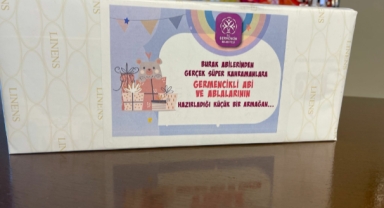 LINENS
LINENS
BURAK ABİLERİNDEN
GERÇEK SÜPER KAHRAMANLARA
GERMENCİKLİ ABİ
VE ABLALARININ
HAZIRLADIĞI KÜÇÜK BİR ARMAĞAN...
LINENS